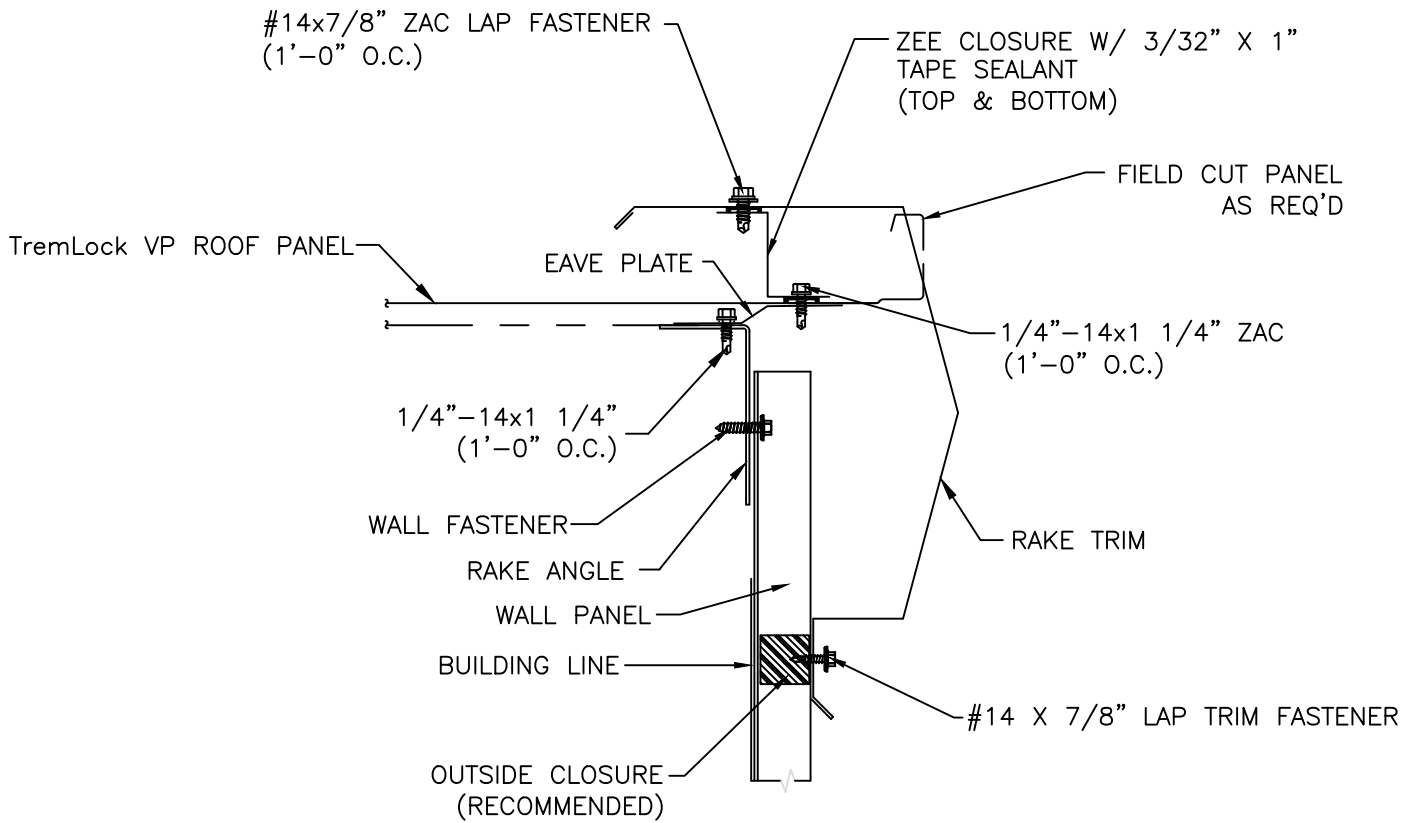 #14x7/8" ZAC LAP FASTENER
(1'-0" O.C.)
ZEE CLOSURE W/ 3/32" X 1"
TAPE SEALANT
(TOP & BOTTOM)
FIELD CUT PANEL
AS REQ'D
TremLock VP ROOF PANEL
EAVE PLATE
1/4"-14x1 1/4" ZAC
(1'-0" O.C.)
1/4"-14x1 1/4"
(1'-0" O.C.)
WALL FASTENER
RAKE TRIM
RAKE ANGLE
WALL PANEL
BUILDING LINE
#14 X 7/8" LAP TRIM FASTENER
OUTSIDE CLOSURE
(RECOMMENDED)